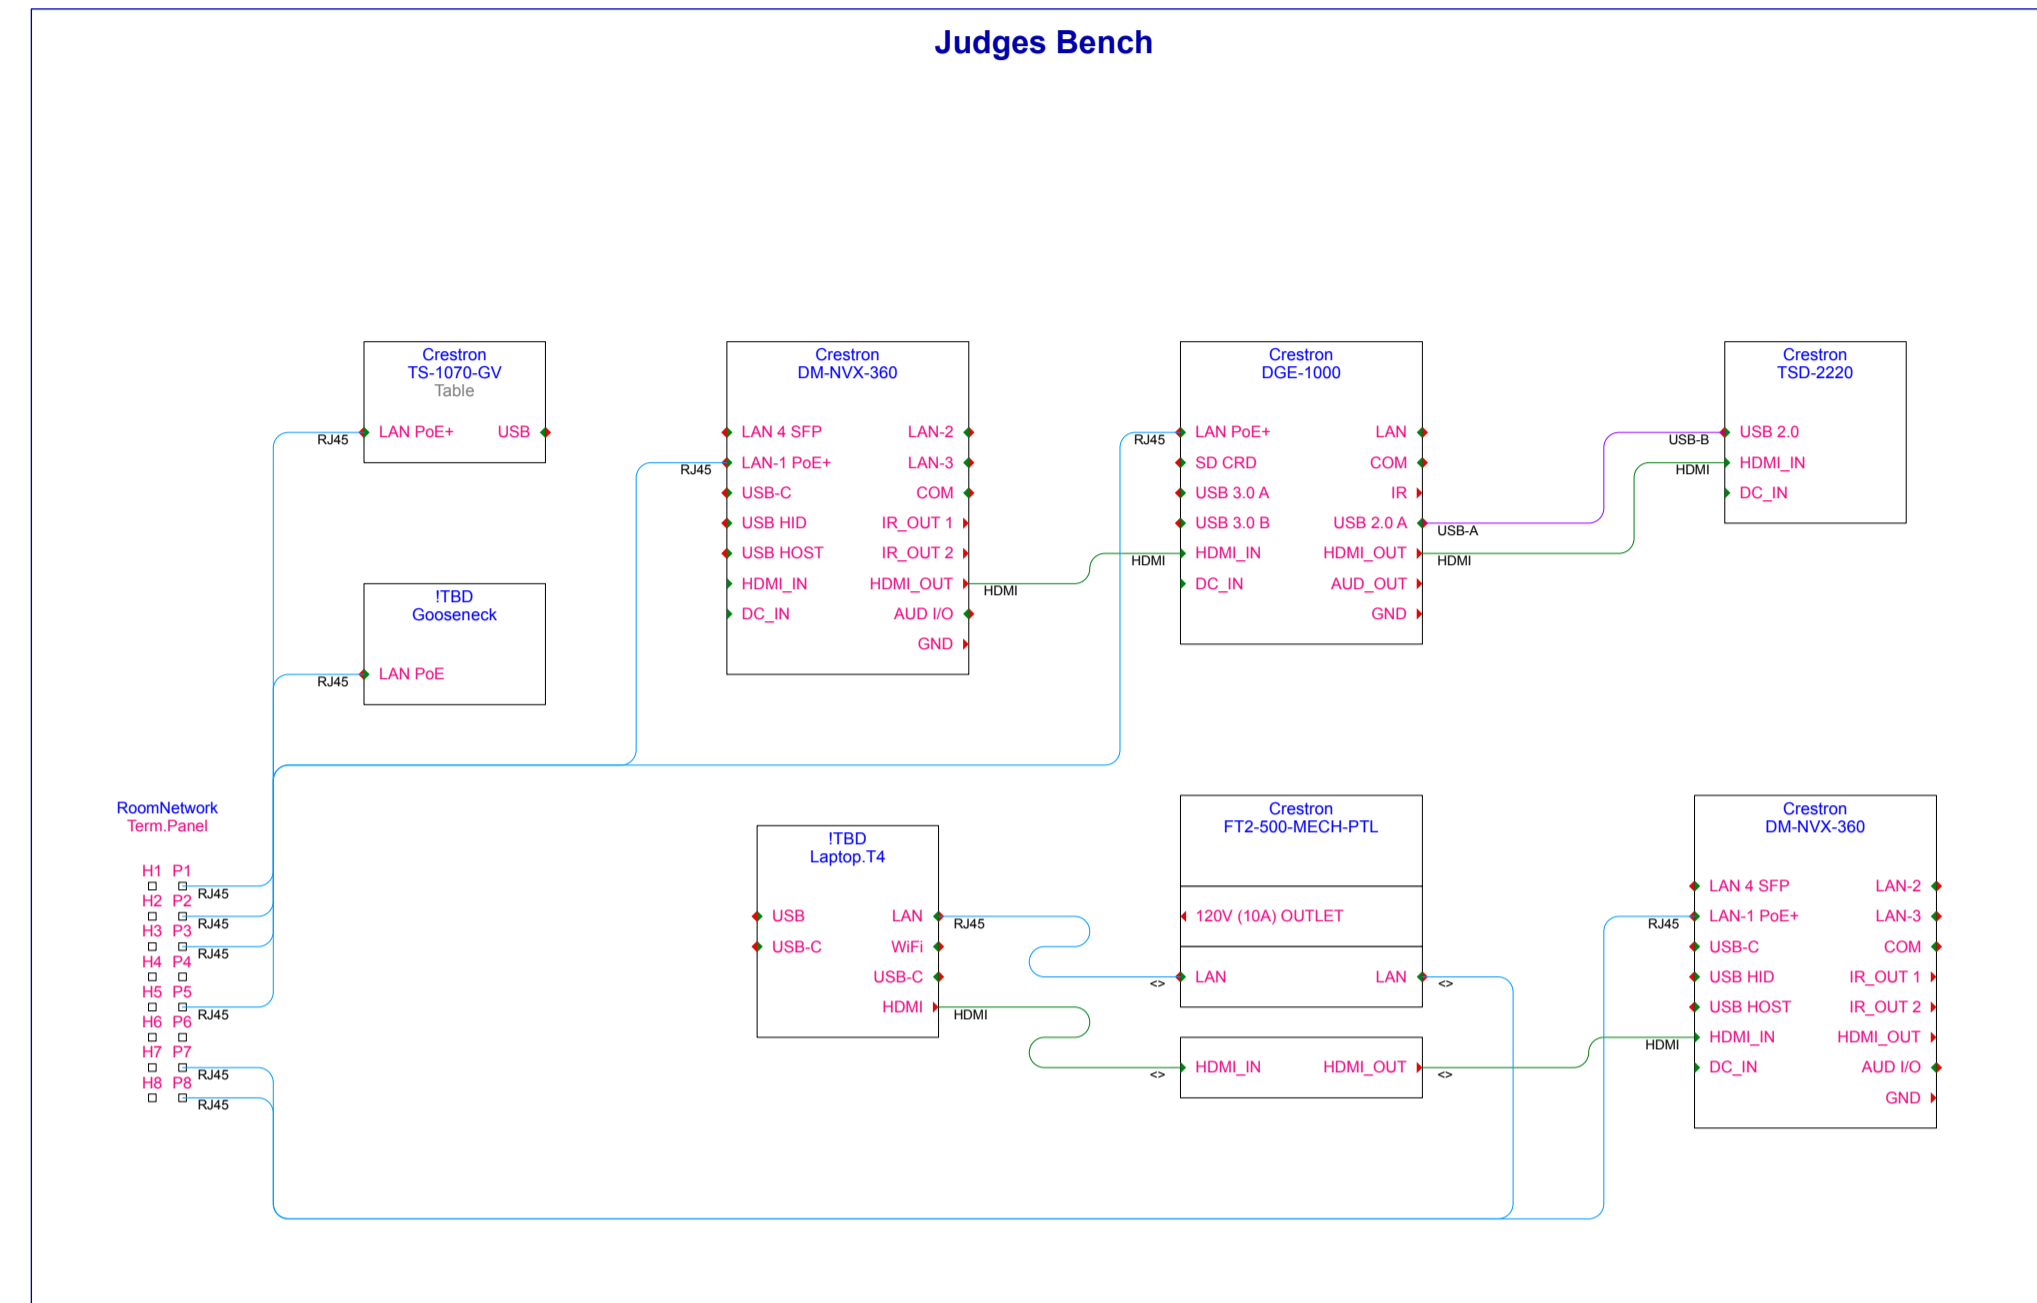 Judges Bench
Crestron
TS-1070-GV
Table
LAN PoE+ USB
RJ45
Crestron
DM-NVX-360
LAN 4 SFP LAN-2
LAN-1 PoE+ LAN-3
USB-C COM
USB HID IR_OUT 1
USB HOST IR_OUT 2
HDMI_IN HDMI_OUT
DC_IN AUD I/O
GND
RJ45
HDMI
Crestron
DGE-1000
LAN PoE+ LAN
SD CRD COM
USB 3.0 A IR
USB 3.0 B USB 2.0 A
HDMI_IN HDMI_OUT
DC_IN AUD_OUT
GND
RJ45
HDMI
USB-A
HDMI
Crestron
TSD-2220
USB 2.0
HDMI_IN
DC_IN
USB-B
HDMI
!TBD
Gooseneck
LAN PoE
RJ45
RoomNetwork
Term.Panel
H1 P1
RJ45
H2 P2
RJ45
H3 P3
RJ45
H4 P4
H5 P5
RJ45
H6 P6
H7 P7
RJ45
H8 P8
RJ45
!TBD
Laptop.T4
USB LAN
USB-C WiFi
USB-C
HDMI
RJ45
HDMI
Crestron
FT2-500-MECH-PTL
120V (10A) OUTLET
LAN LAN
<> <>
HDMI_IN HDMI_OUT
<> <>
Crestron
DM-NVX-360
LAN 4 SFP LAN-2
LAN-1 PoE+ LAN-3
USB-C COM
USB HID IR_OUT 1
USB HOST IR_OUT 2
HDMI_IN HDMI_OUT
DC_IN AUD I/O
GND
RJ45
HDMI